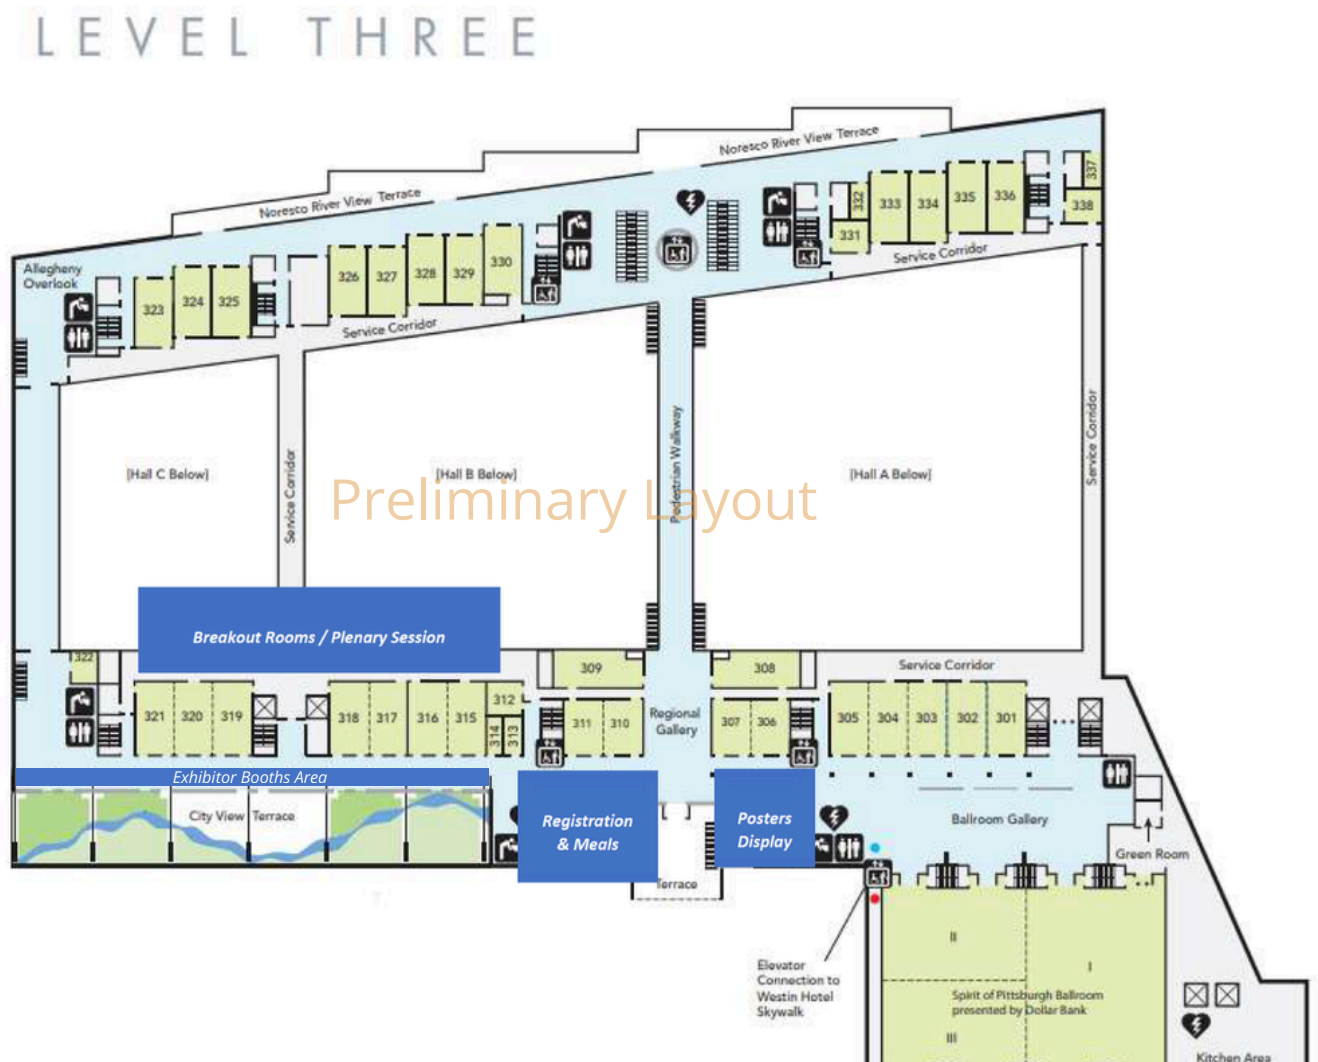 LEVEL THREE
Noresco River View Terrace
Noresco River View Terrace
337
332
333
334
335
336
338
331
Service Corridor
Allegheny
Overlook
330
329
328
327
326
325
324
323
Service Corridor
Service Corridor
Pedestrian Walkway
Service Corridor
[Hall C Below]
[Hall B Below]
[Hall A Below]
Preliminary Layout
Breakout Rooms / Plenary Session
322
309
308
Service Corridor
321
320
319
318
317
316
315
312
314
313
311
310
Regional
Gallery
307
306
305
304
303
302
301
Exhibitor Booths Area
City View Terrace
Registration
& Meals
Posters
Display
Ballroom Gallery
Green Room
Terrace
II
I
Elevator
Connection to
Westin Hotel
Skywalk
Spirit of Pittsburgh Ballroom
presented by Dollar Bank
III
Kitchen Area